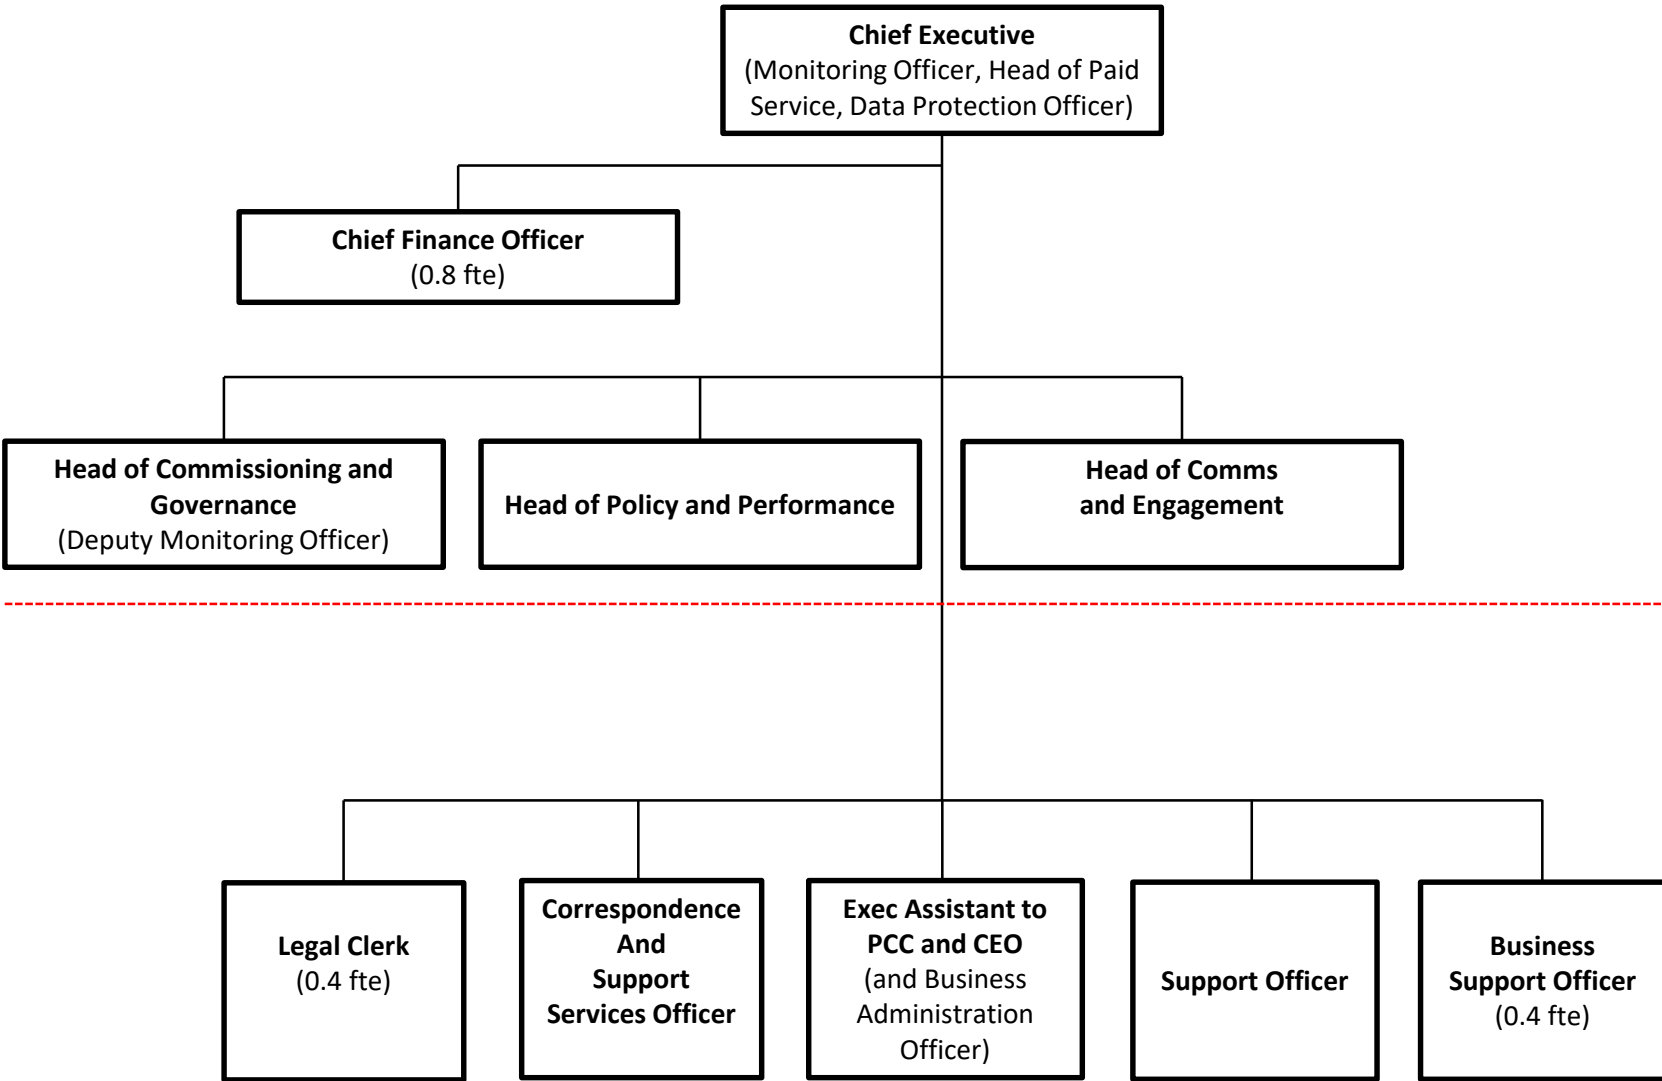 Chief Executive
(Monitoring Officer, Head of Paid
Service, Data Protection Officer)
Chief Finance Officer
(0.8 fte)
Head of Commissioning and
Governance
(Deputy Monitoring Officer)
Head of Policy and Performance
Head of Comms
and Engagement
Legal Clerk
(0.4 fte)
Correspondence
And
Support
Services Officer
Exec Assistant to
PCC and CEO
(and Business
Administration
Officer)
Support Officer
Business
Support Officer
(0.4 fte)